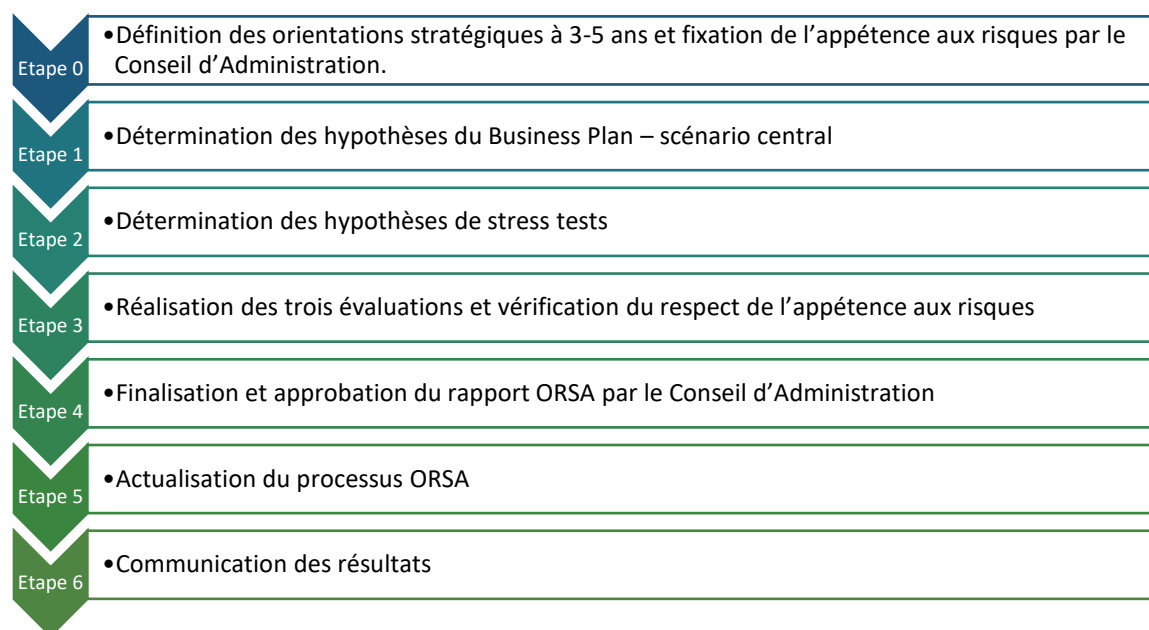 Etape 0
•Définition des orientations stratégiques à 3-5 ans et fixation de l’appétence aux risques par le
Conseil d’Administration.
Etape 1
•Détermination des hypothèses du Business Plan – scénario central
Etape 2
•Détermination des hypothèses de stress tests
Etape 3
•Réalisation des trois évaluations et vérification du respect de l’appétence aux risques
Etape 4
•Finalisation et approbation du rapport ORSA par le Conseil d’Administration
Etape 5
•Actualisation du processus ORSA
Etape 6
•Communication des résultats